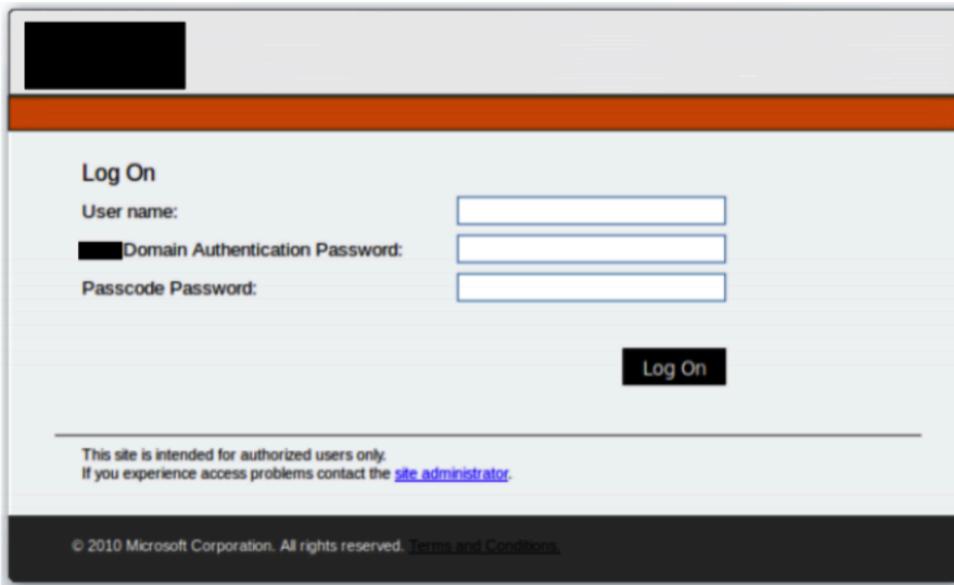 Log On
User name:
Domain Authentication Password:
Passcode Password:
Log On
This site is intended for authorized users only.
If you experience access problems contact the site administrator.
© 2010 Microsoft Corporation. All rights reserved. Terms and Conditions.